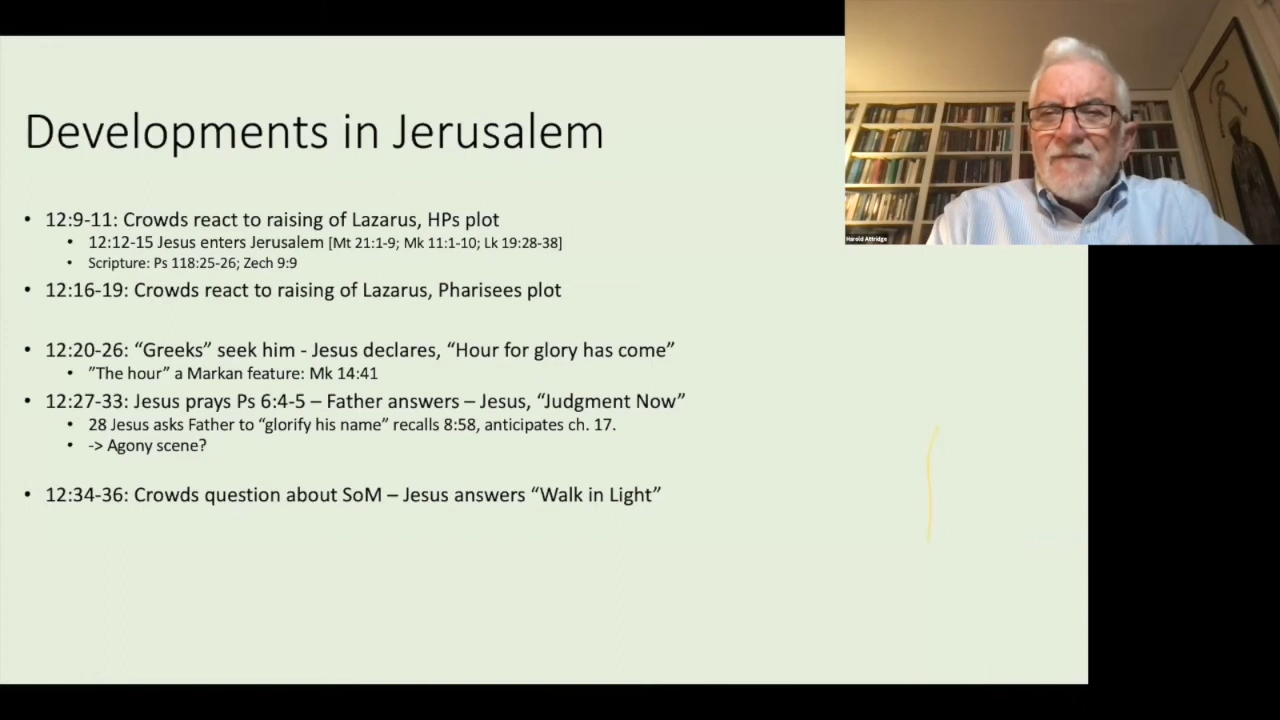 Developments in Jerusalem
• 12:9-11: Crowds react to raising of Lazarus, HPs plot
• 12:12-15 Jesus enters Jerusalem [Mt 21:1-9; Mk 11:1-10; Lk 19:28-38]
• Scripture: Ps 118:25-26; Zech 9:9
• 12:16-19: Crowds react to raising of Lazarus, Pharisees plot
• 12:20-26: “Greeks” seek him - Jesus declares, “Hour for glory has come”
• ”The hour” a Markan feature: Mk 14:41
• 12:27-33: Jesus prays Ps 6:4-5 – Father answers – Jesus, “Judgment Now”
• 28 Jesus asks Father to “glorify his name” recalls 8:58, anticipates ch. 17.
• -> Agony scene?
• 12:34-36: Crowds question about SoM – Jesus answers “Walk in Light”
Harold Attridge